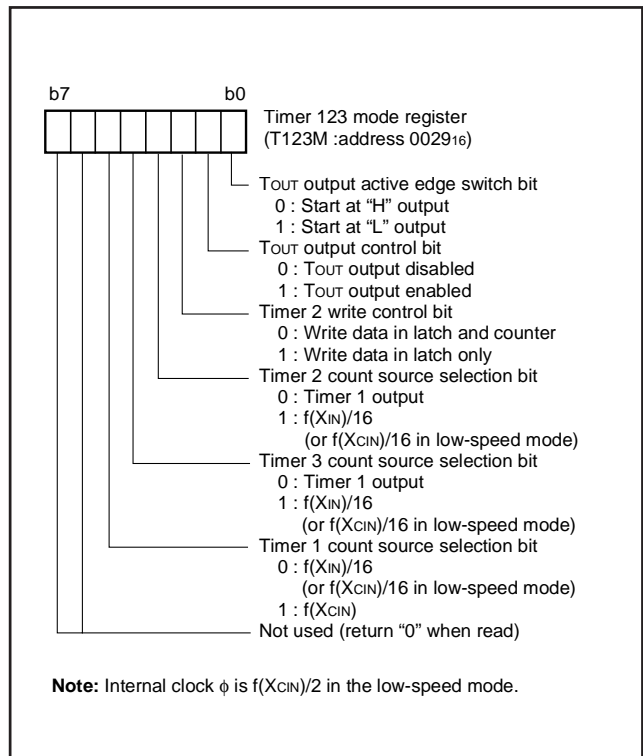 b7 b0
Timer 123 mode register
(T123M :address 002916)
TOUT output active edge switch bit
0 : Start at “H” output
1 : Start at “L” output
TOUT output control bit
0 : TOUT output disabled
1 : TOUT output enabled
Timer 2 write control bit
0 : Write data in latch and counter
1 : Write data in latch only
Timer 2 count source selection bit
0 : Timer 1 output
1 : f(XIN)/16
(or f(XCIN)/16 in low-speed mode)
Timer 3 count source selection bit
0 : Timer 1 output
1 : f(XIN)/16
(or f(XCIN)/16 in low-speed mode)
Timer 1 count source selection bit
0 : f(XIN)/16
(or f(XCIN)/16 in low-speed mode)
1 : f(XCIN)
Not used (return “0” when read)
Note: Internal clock ϕ is f(XCIN)/2 in the low-speed mode.